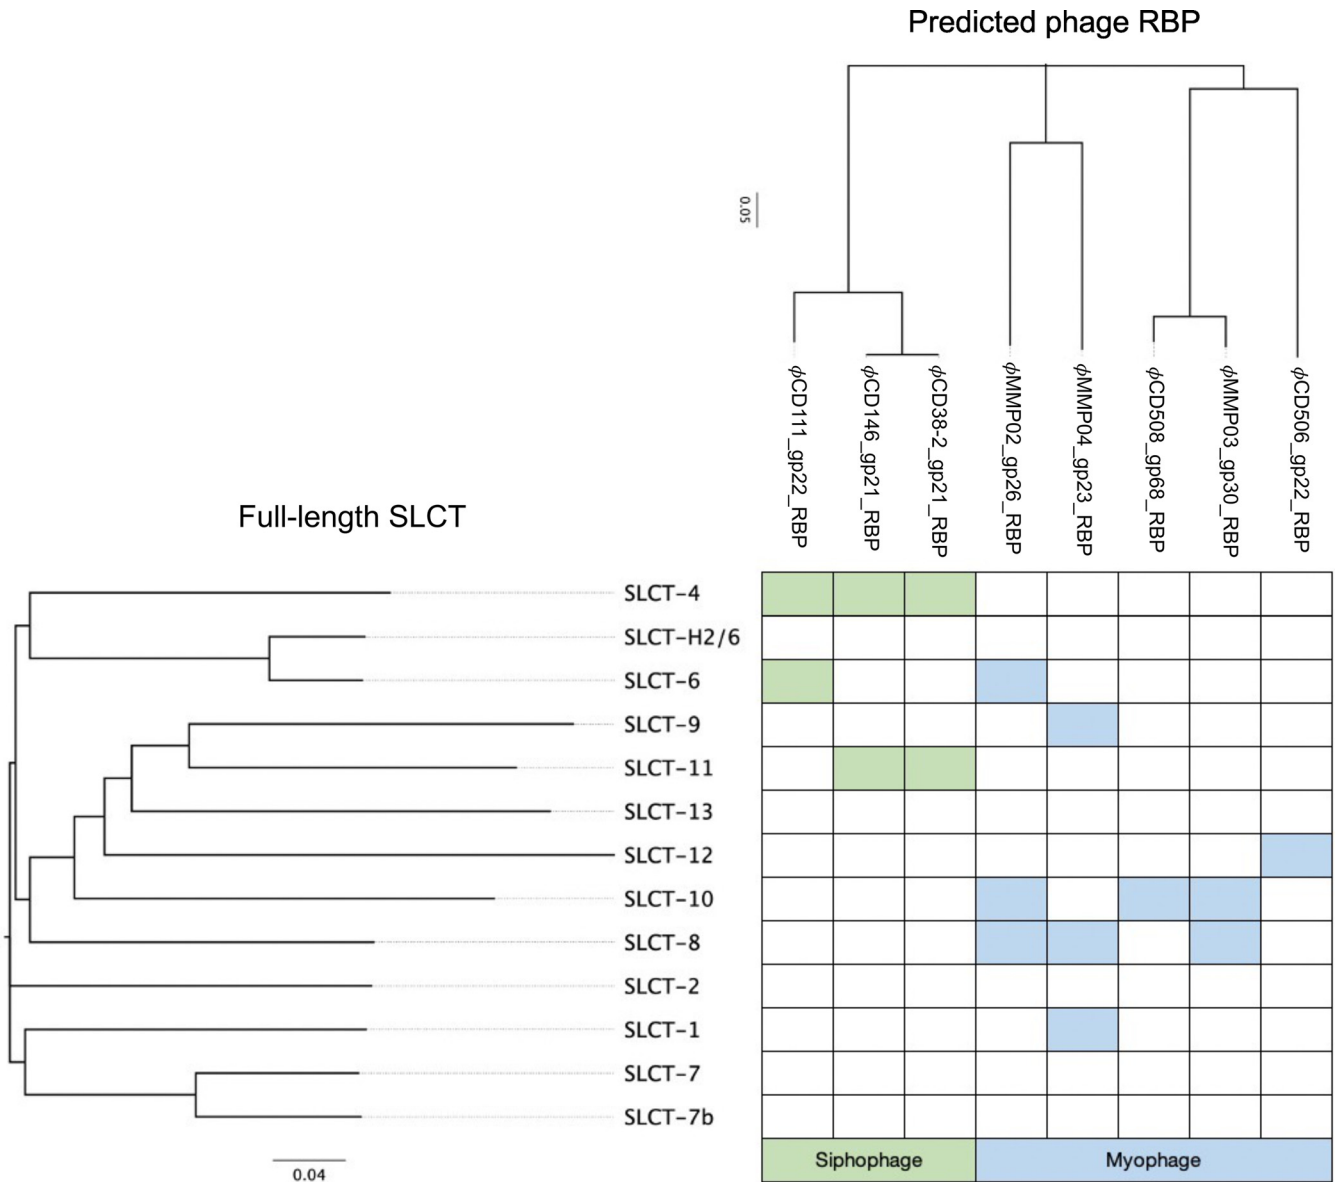 Predicted phage RBP
0.05
ϕCD111_gp22_RBP
ϕCD146_gp21_RBP
ϕCD38-2_gp21_RBP
ϕMMP02_gp26_RBP
ϕMMP04_gp23_RBP
ϕCD508_gp68_RBP
ϕMMP03_gp30_RBP
ϕCD506_gp22_RBP
Full-length SLCT
SLCT-4
SLCT-H2/6
SLCT-6
SLCT-9
SLCT-11
SLCT-13
SLCT-12
SLCT-10
SLCT-8
SLCT-2
SLCT-1
SLCT-7
SLCT-7b
0.04
Siphophage
Myophage